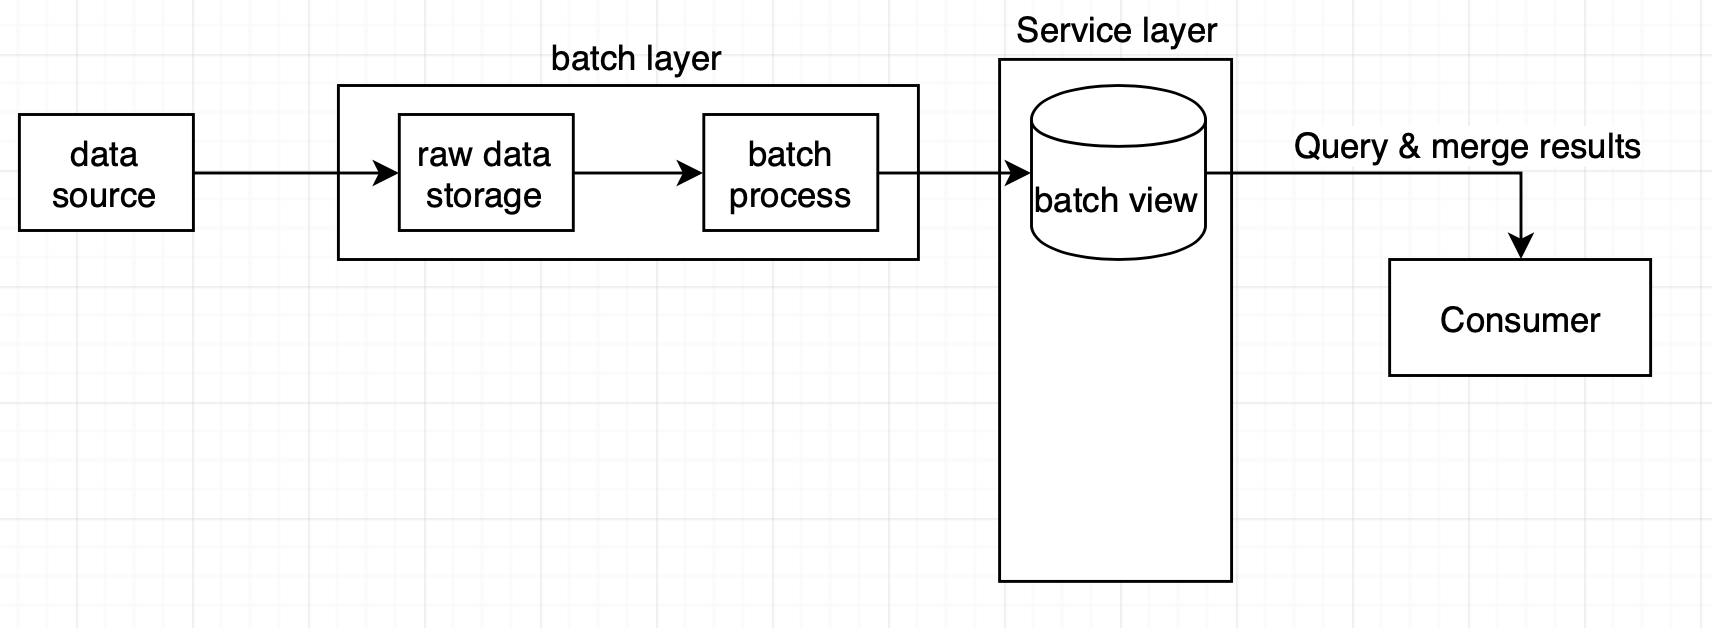 Service layer
batch layer
data
source
raw data
storage
batch
process
batch view
Query & merge results
Consumer